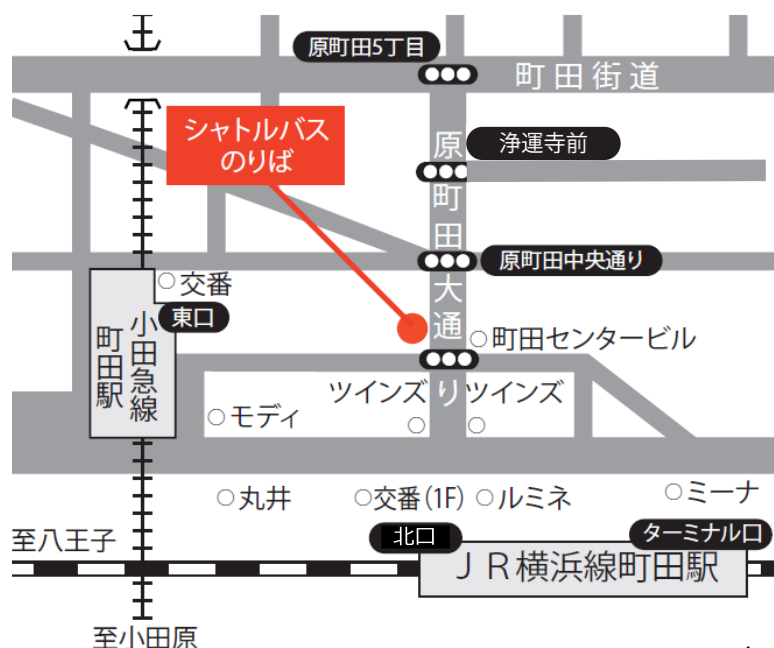 原町田5丁目
町田街道
シャトルバス
のりば
浄運寺前
原町田大通り
原町田中央通り
交番
東口
小田急線
町田駅
町田センタービル
ツインズ
ツインズ
モディ
丸井
交番(1F)
ルミネ
ミーナ
至八王子
北口
ターミナル口
JR横浜線町田駅
至小田原